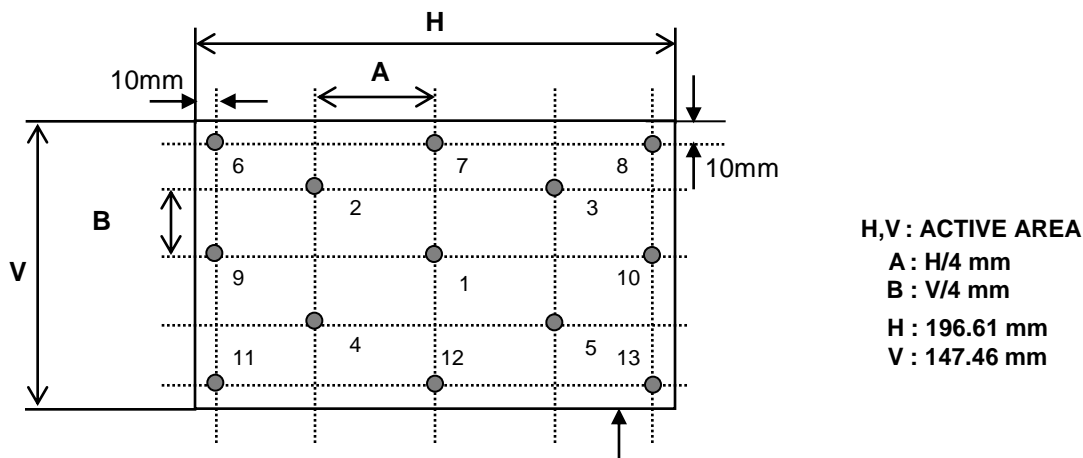 H
A
10mm
6
7
8
10mm
2
3
B
V
9
1
10
4
5
11
12
13
H,V : ACTIVE AREA
A : H/4 mm
B : V/4 mm
H : 196.61 mm
V : 147.46 mm